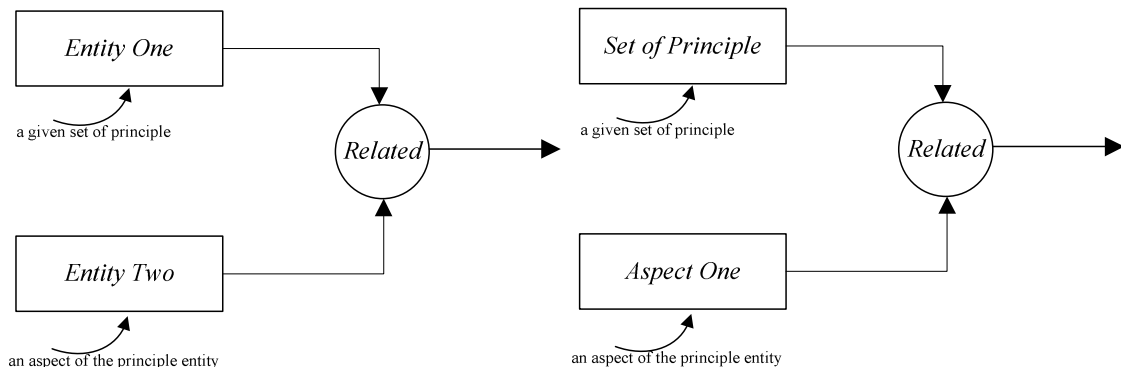 Entity One
a given set of principle
Related
Entity Two
an aspect of the principle entity
Set of Principle
a given set of principle
Related
Aspect One
an aspect of the principle entity